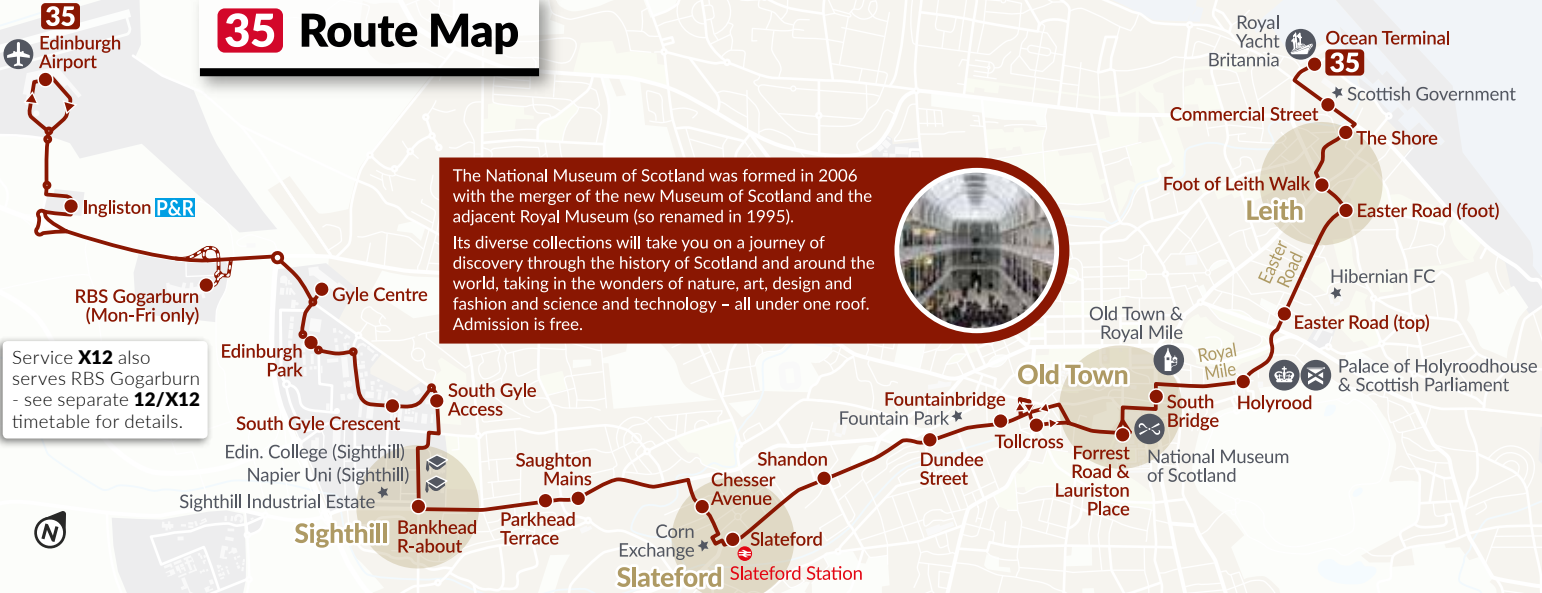 35 Route Map
35
Edinburgh
Airport
Ingliston P&R
RBS Gogarburn
(Mon-Fri only)
Service X12 also
serves RBS Gogarburn
- see separate 12/X12
timetable for details.
Gyle Centre
Edinburgh
Park
South Gyle Crescent
South Gyle
Access
Edin. College (Sighthill)
Napier Uni (Sighthill)
Sighthill Industrial Estate
Sighthill
Bankhead
R-about
Parkhead
Terrace
Saughton
Mains
Chesser
Avenue
Corn
Exchange
Slateford
Slateford
Slateford Station
Shandon
Dundee
Street
Fountainbridge
Fountain Park
Tollcross
Old Town
Forrest
Road &
Lauriston
Place
National Museum
of Scotland
South
Bridge
Old Town &
Royal Mile
Royal
Mile
Holyrood
Palace of Holyroodhouse
& Scottish Parliament
Easter Road (top)
Hibernian FC
Easter
Road
Easter Road (foot)
Leith
Foot of Leith Walk
The Shore
Commercial Street
Scottish Government
Ocean Terminal
35
Royal
Yacht
Britannia
The National Museum of Scotland was formed in 2006
with the merger of the new Museum of Scotland and the
adjacent Royal Museum (so renamed in 1995).
Its diverse collections will take you on a journey of
discovery through the history of Scotland and around the
world, taking in the wonders of nature, art, design and
fashion and science and technology – all under one roof.
Admission is free.
N